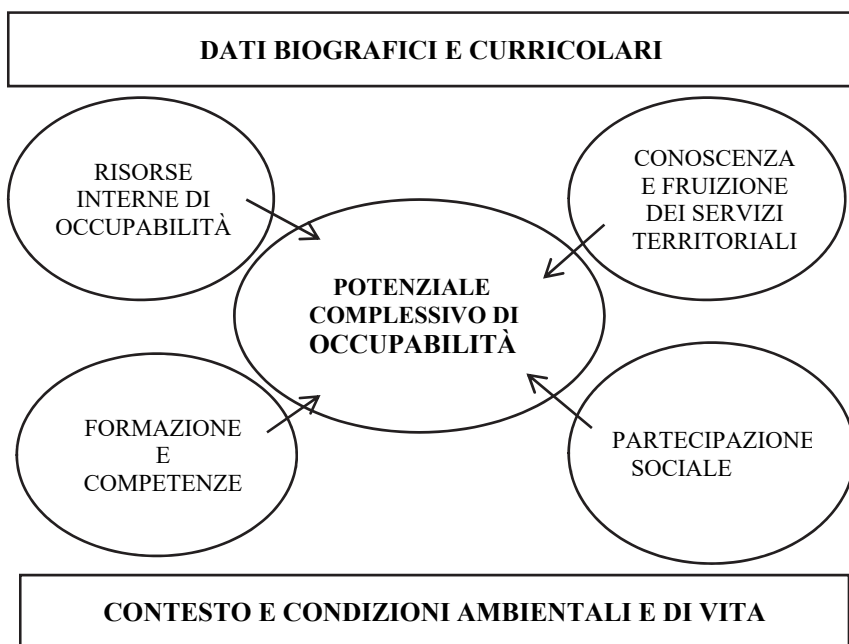 DATI BIOGRAFICI E CURRICOLARI
RISORSE
INTERNE DI
OCCUPABILITÀ
CONOSCENZA
E FRUIZIONE
DEI SERVIZI
TERRITORIALI
POTENZIALE
COMPLESSIVO DI
OCCUPABILITÀ
FORMAZIONE
E
COMPETENZE
PARTECIPAZIONE
SOCIALE
CONTESTO E CONDIZIONI AMBIENTALI E DI VITA